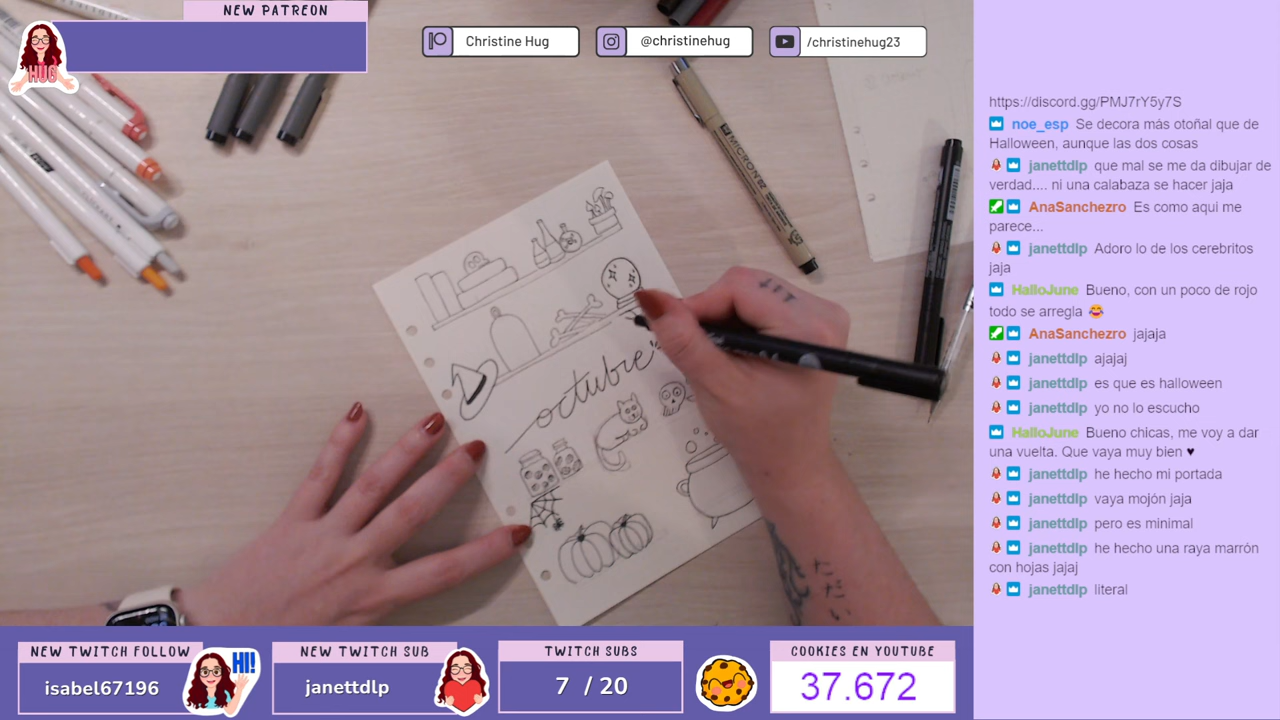 NEW PATREON
HUG
Christine Hug
@christinehug
/christinehug23
https://discord.gg/PMJ7rY5y7S
noe_esp Se decora más otoñal que de
Halloween, aunque las dos cosas
janettdlp que mal se me da dibujar de
verdad.... ni una calabaza se hacer jaja
AnaSanchezro Es como aqui me
parece...
janettdlp Adoro lo de los cerebritos
jaja
HalloJune Bueno, con un poco de rojo
todo se arregla 😂
AnaSanchezro jajaja
janettdlp ajajaj
janettdlp es que es halloween
janettdlp yo no lo escucho
HalloJune Bueno chicas, me voy a dar
una vuelta. Que vaya muy bien ♥
janettdlp he hecho mi portada
janettdlp vaya mojón jaja
janettdlp pero es minimal
janettdlp he hecho una raya marrón
con hojas jajaj
janettdlp literal
MICRON
octubre
ただい
NEW TWITCH FOLLOW
isabel67196
HI!
NEW TWITCH SUB
janettdlp
TWITCH SUBS
7 / 20
COOKIES EN YOUTUBE
37.672